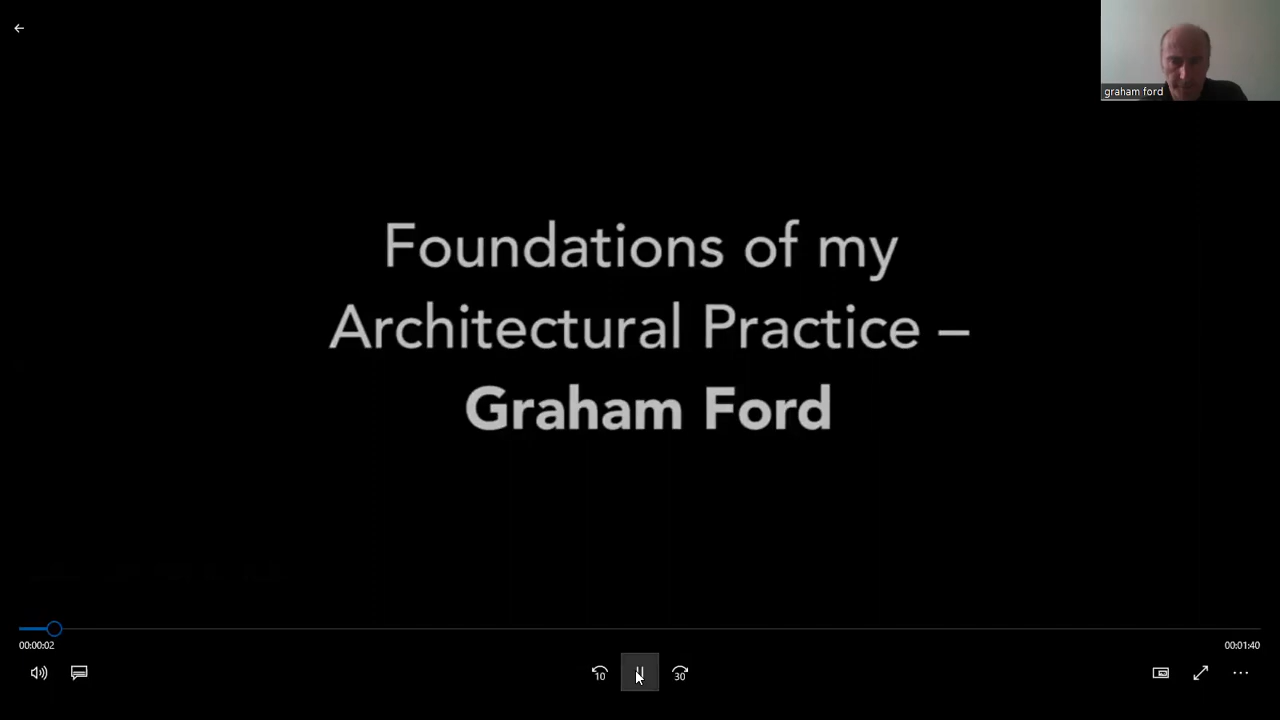 graham ford
Foundations of my
Architectural Practice –
Graham Ford
00:00:02
00:01:40
10
30